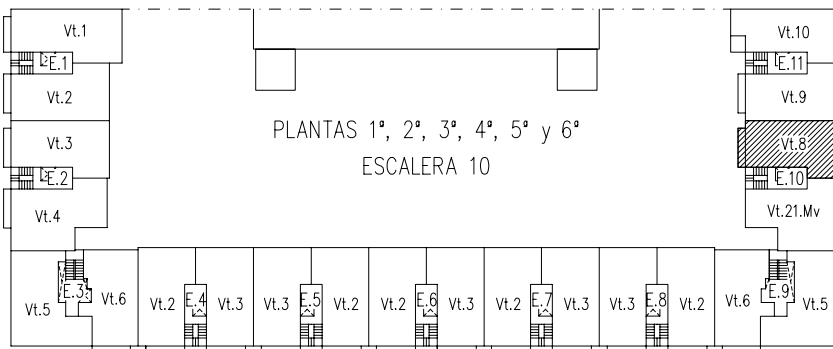 Vt.1
Vt.10
E.1
E.11
Vt.2
Vt.9
PLANTAS 1ª, 2ª, 3ª, 4ª, 5ª y 6ª
Vt.3
Vt.8
ESCALERA 10
E.2
E.10
Vt.4
Vt.21.Mv
E.3
E.9
Vt.5
Vt.6
Vt.2
E.4
Vt.3
Vt.3
E.5
Vt.2
Vt.2
E.6
Vt.3
Vt.2
E.7
Vt.3
Vt.3
E.8
Vt.2
Vt.6
Vt.5